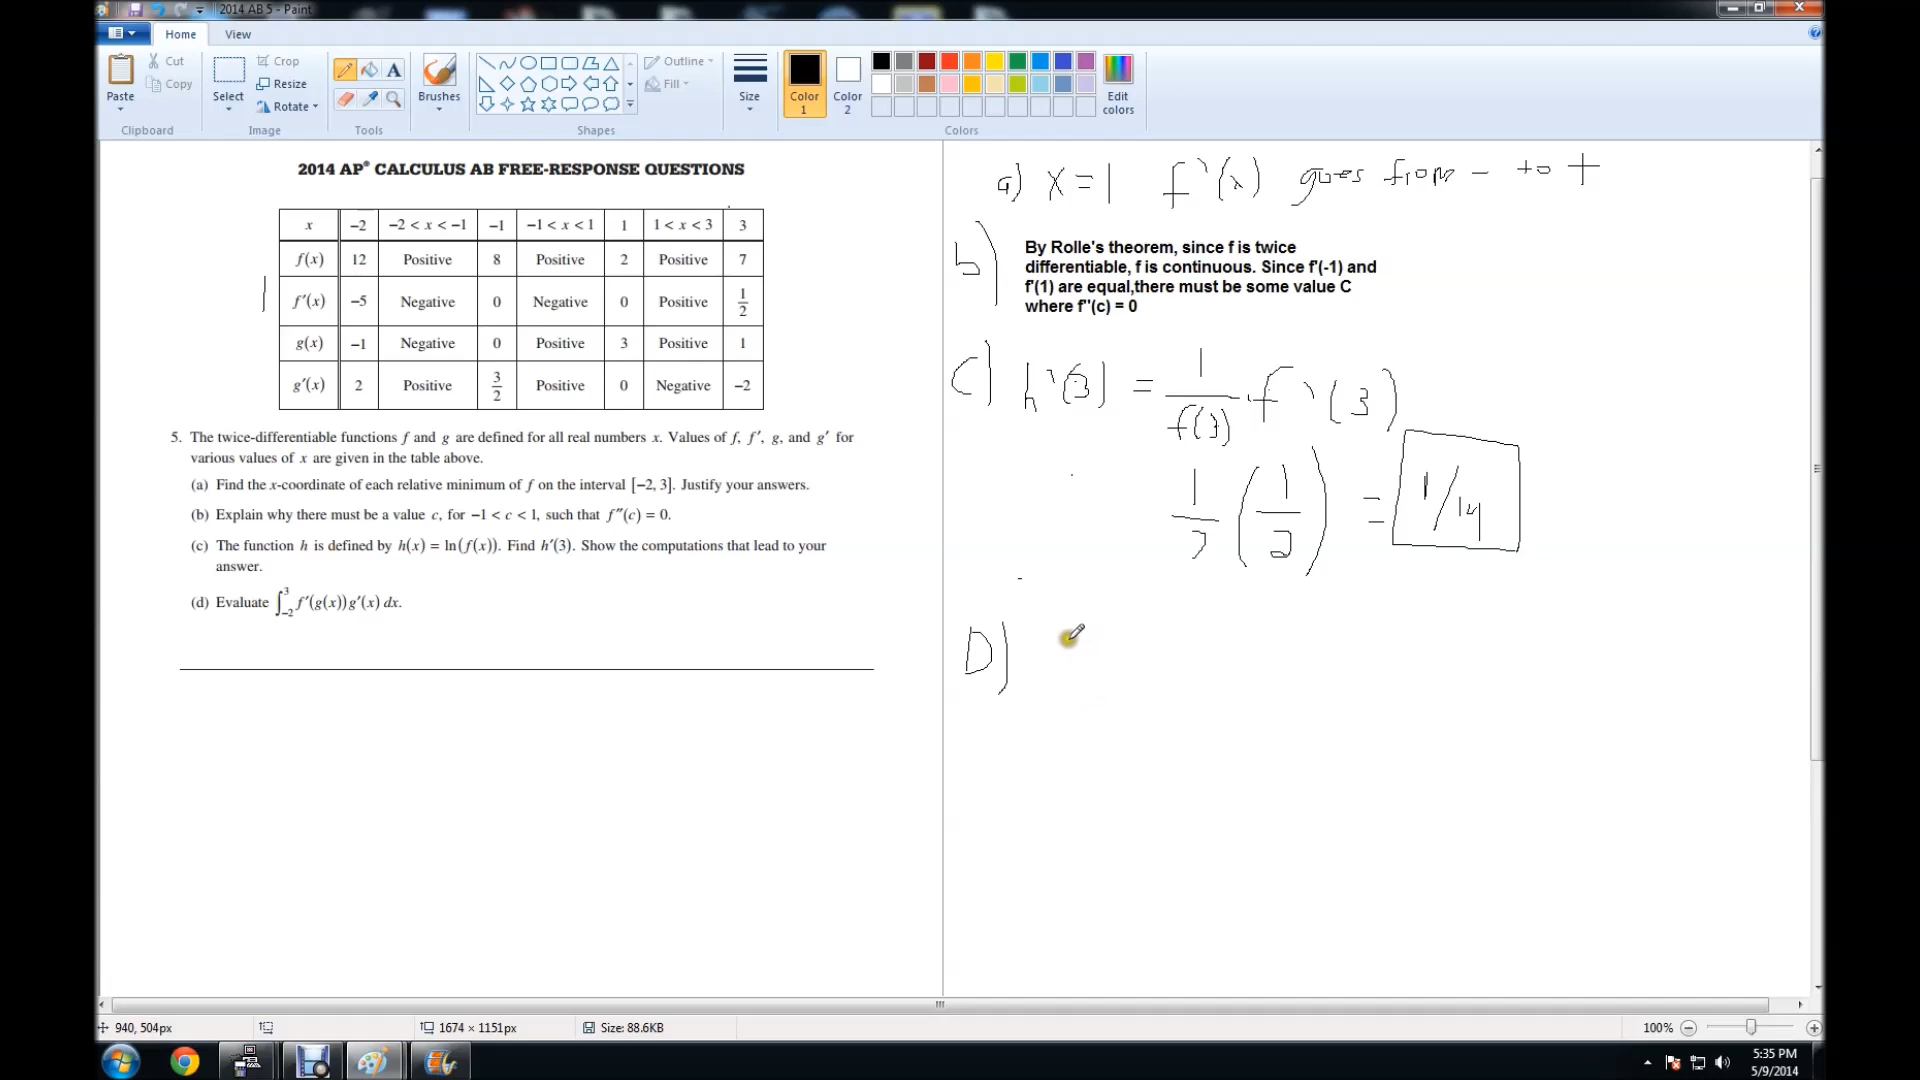 2014 AB 5 - Paint
Home View
Paste
Cut
Copy
Clipboard
Select
Crop
Resize
Rotate
Image
Tools
Brushes
Shapes
Outline
Fill
Size
Color 1
Color 2
Edit colors
Colors
2014 AP® CALCULUS AB FREE-RESPONSE QUESTIONS
x −2 −2 < x < −1 −1 −1 < x < 1 1 1 < x < 3 3
f(x) 12 Positive 8 Positive 2 Positive 7
f′(x) −5 Negative 0 Negative 0 Positive 1/2
g(x) −1 Negative 0 Positive 3 Positive 1
g′(x) 2 Positive 3/2 Positive 0 Negative −2
5. The twice-differentiable functions f and g are defined for all real numbers x. Values of f, f′, g, and g′ for
various values of x are given in the table above.
(a) Find the x-coordinate of each relative minimum of f on the interval [−2, 3]. Justify your answers.
(b) Explain why there must be a value c, for −1 < c < 1, such that f″(c) = 0.
(c) The function h is defined by h(x) = ln(f(x)). Find h′(3). Show the computations that lead to your
answer.
(d) Evaluate ∫₋₂³ f′(g(x))g′(x) dx.
a) x = 1 f'(x) goes from - to +
b)
By Rolle's theorem, since f is twice
differentiable, f is continuous. Since f'(-1) and
f'(1) are equal,there must be some value C
where f''(c) = 0
C) h'(3) = 1/f(3) · f'(3)
1/7 (1/2) = 1/14
D)
940, 504px
1674 × 1151px
Size: 88.6KB
100%
5:35 PM
5/9/2014